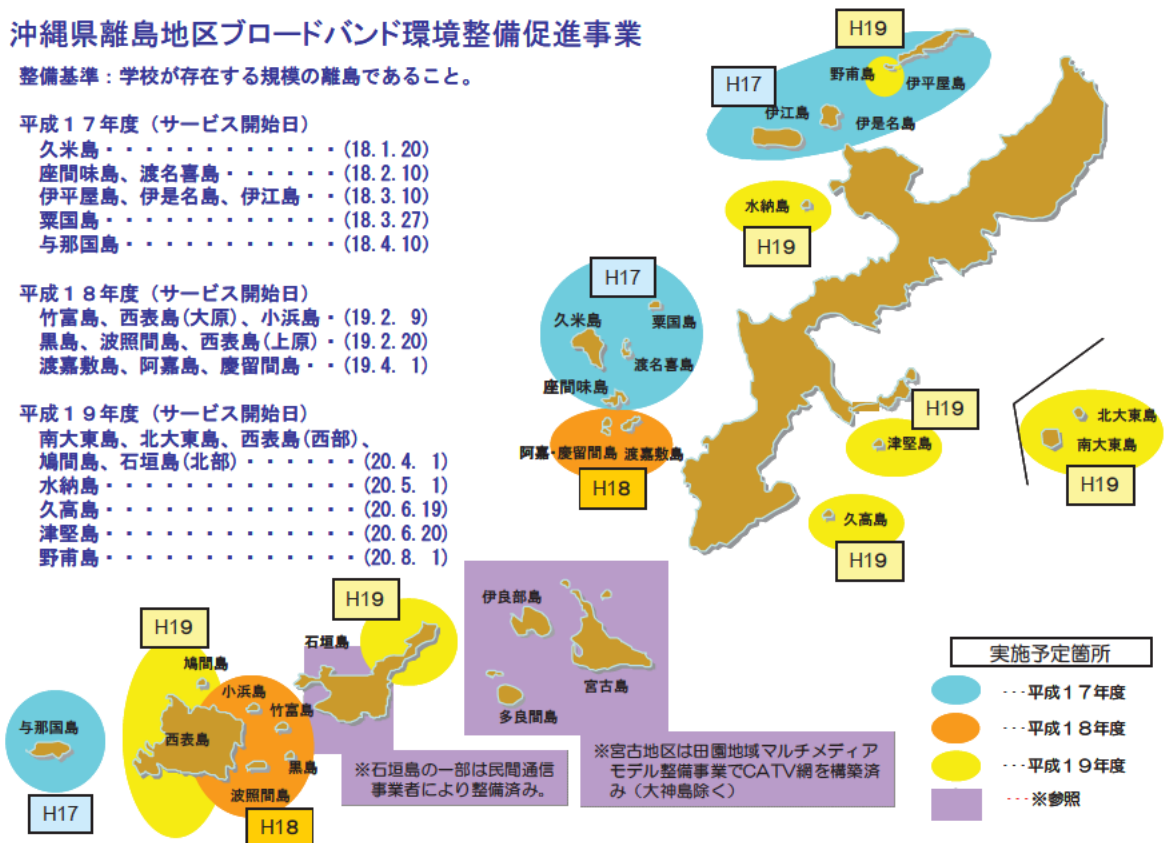 沖縄県離島地区ブロードバンド環境整備促進事業
整備基準：学校が存在する規模の離島であること。
平成１７年度（サービス開始日）
久米島・・・・・・・・・・・・(18.1.20)
座間味島、渡名喜島・・・・・・(18.2.10)
伊平屋島、伊是名島、伊江島・・(18.3.10)
粟国島・・・・・・・・・・・・(18.3.27)
与那国島・・・・・・・・・・・(18.4.10)
平成１８年度（サービス開始日）
竹富島、西表島(大原)、小浜島・(19.2. 9)
黒島、波照間島、西表島(上原)・(19.2.20)
渡嘉敷島、阿嘉島、慶留間島・・(19.4. 1)
平成１９年度（サービス開始日）
南大東島、北大東島、西表島(西部)、
鳩間島、石垣島(北部)・・・・・・(20.4. 1)
水納島・・・・・・・・・・・・・(20.5. 1)
久高島・・・・・・・・・・・・・(20.6.19)
津堅島・・・・・・・・・・・・・(20.6.20)
野甫島・・・・・・・・・・・・・(20.8. 1)
H19
野甫島
伊平屋島
H17
伊江島
伊是名島
水納島
H19
H17
久米島
粟国島
渡名喜島
座間味島
阿嘉・慶留間島
渡嘉敷島
H18
H19
津堅島
北大東島
南大東島
H19
久高島
H19
H19
鳩間島
小浜島
竹富島
西表島
黒島
波照間島
H18
与那国島
H17
H19
石垣島
伊良部島
宮古島
多良間島
※石垣島の一部は民間通信
事業者により整備済み。
※宮古地区は田園地域マルチメディア
モデル整備事業でCATV網を構築済
み（大神島除く）
実施予定箇所
･･･平成１７年度
･･･平成１８年度
･･･平成１９年度
･･･※参照